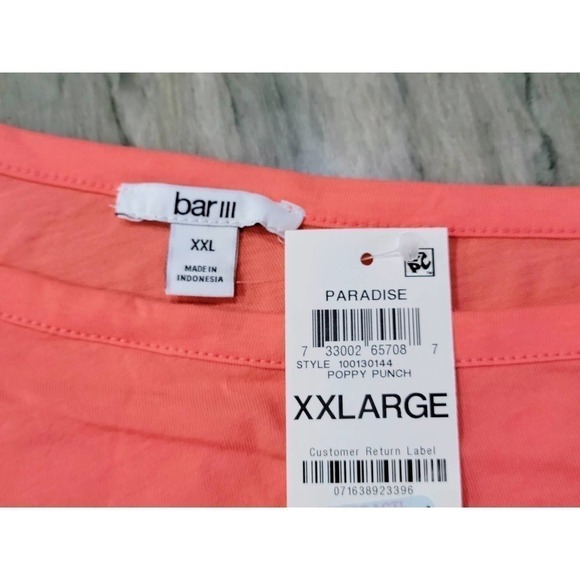 bar III
XXL
MADE IN
INDONESIA
PC
PARADISE
7 33002 65708 7
STYLE 100130144
POPPY PUNCH
XXLARGE
Customer Return Label
071638923396